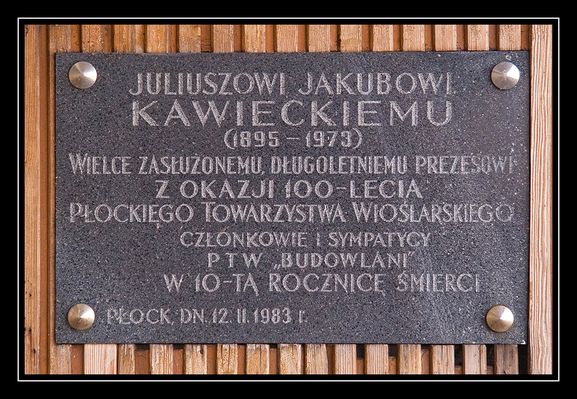 JULIUSZOWI JAKUBOWI
KAWIECKIEMU
(1895-1973)
WIELCE ZASŁUŻONEMU, DŁUGOLETNIEMU PREZESOWI
Z OKAZJI 100-LECIA
PŁOCKIEGO TOWARZYSTWA WIOŚLARSKIEGO
CZŁONKOWIE I SYMPATYCY
PTW „BUDOWLANI"
W 10-TĄ ROCZNICĘ ŚMIERCI
PŁOCK, DN. 12. II. 1983 r.